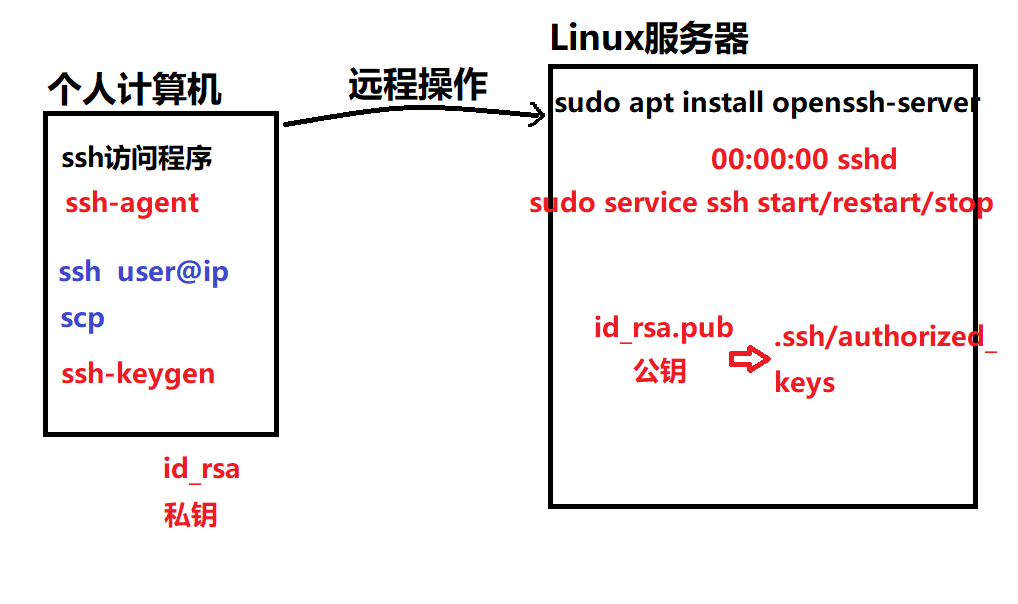 个人计算机
ssh访问程序
ssh-agent
ssh user@ip
scp
ssh-keygen
id_rsa
私钥
远程操作
Linux服务器
sudo apt install openssh-server
00:00:00 sshd
sudo service ssh start/restart/stop
id_rsa.pub
公钥
.ssh/authorized_
keys